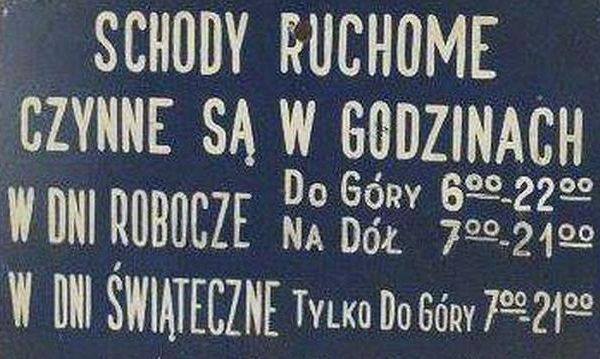 SCHODY RUCHOME
CZYNNE SĄ W GODZINACH
W DNI ROBOCZE DO GÓRY 6⁰⁰-22⁰⁰
NA DÓŁ 7⁰⁰-21⁰⁰
W DNI ŚWIĄTECZNE TYLKO DO GÓRY 7⁰⁰-21⁰⁰